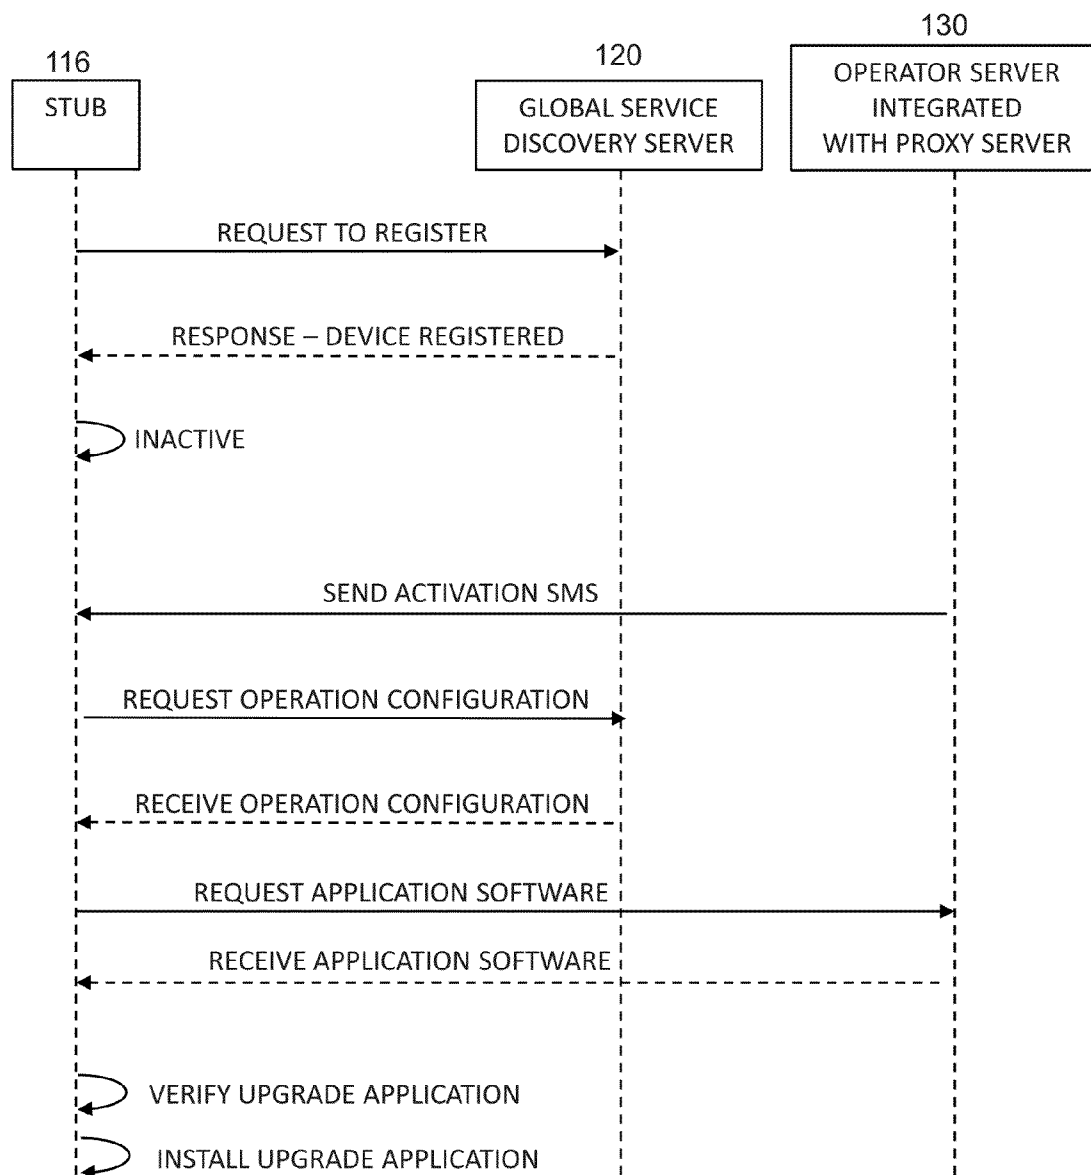 116
STUB
120
GLOBAL SERVICE
DISCOVERY SERVER
130
OPERATOR SERVER
INTEGRATED
WITH PROXY SERVER
REQUEST TO REGISTER
RESPONSE – DEVICE REGISTERED
INACTIVE
SEND ACTIVATION SMS
REQUEST OPERATION CONFIGURATION
RECEIVE OPERATION CONFIGURATION
REQUEST APPLICATION SOFTWARE
RECEIVE APPLICATION SOFTWARE
VERIFY UPGRADE APPLICATION
INSTALL UPGRADE APPLICATION